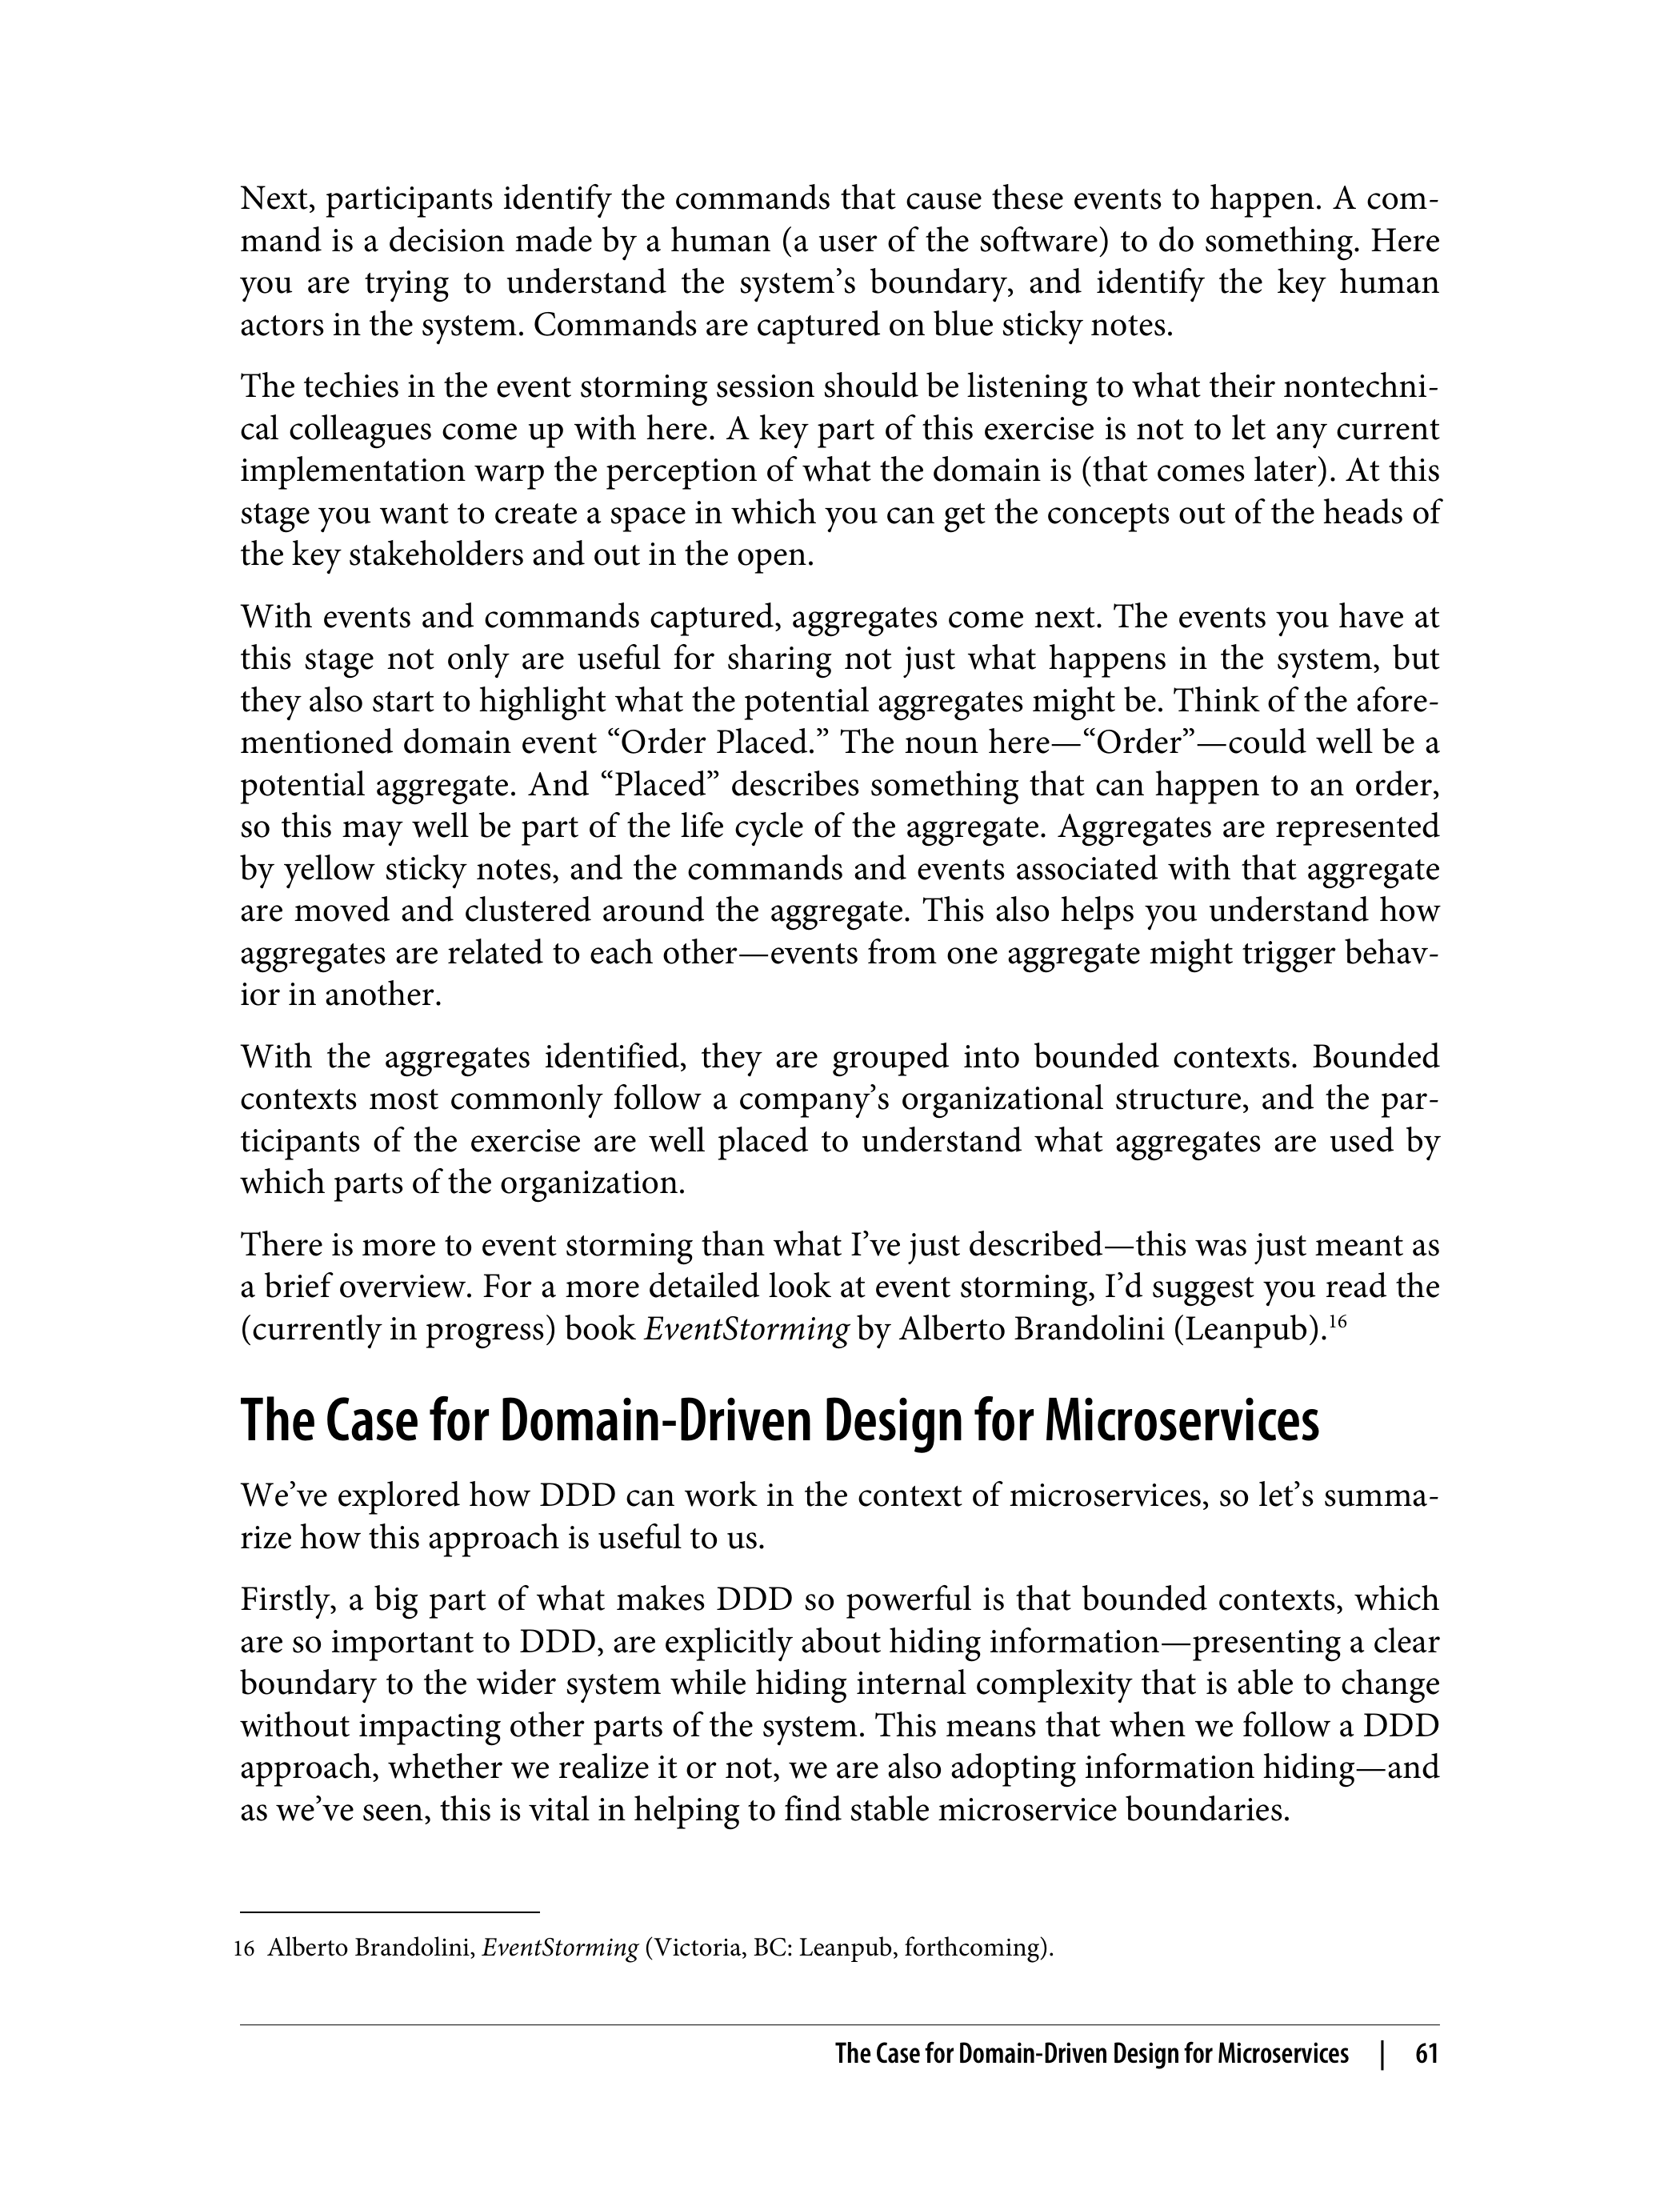 Next, participants identify the commands that cause these events to happen. A com-
mand is a decision made by a human (a user of the software) to do something. Here
you are trying to understand the system’s boundary, and identify the key human
actors in the system. Commands are captured on blue sticky notes.
The techies in the event storming session should be listening to what their nontechni-
cal colleagues come up with here. A key part of this exercise is not to let any current
implementation warp the perception of what the domain is (that comes later). At this
stage you want to create a space in which you can get the concepts out of the heads of
the key stakeholders and out in the open.
With events and commands captured, aggregates come next. The events you have at
this stage not only are useful for sharing not just what happens in the system, but
they also start to highlight what the potential aggregates might be. Think of the afore-
mentioned domain event “Order Placed.” The noun here—“Order”—could well be a
potential aggregate. And “Placed” describes something that can happen to an order,
so this may well be part of the life cycle of the aggregate. Aggregates are represented
by yellow sticky notes, and the commands and events associated with that aggregate
are moved and clustered around the aggregate. This also helps you understand how
aggregates are related to each other—events from one aggregate might trigger behav-
ior in another.
With the aggregates identified, they are grouped into bounded contexts. Bounded
contexts most commonly follow a company’s organizational structure, and the par-
ticipants of the exercise are well placed to understand what aggregates are used by
which parts of the organization.
There is more to event storming than what I’ve just described—this was just meant as
a brief overview. For a more detailed look at event storming, I’d suggest you read the
(currently in progress) book EventStorming by Alberto Brandolini (Leanpub).16
The Case for Domain-Driven Design for Microservices
We’ve explored how DDD can work in the context of microservices, so let’s summa-
rize how this approach is useful to us.
Firstly, a big part of what makes DDD so powerful is that bounded contexts, which
are so important to DDD, are explicitly about hiding information—presenting a clear
boundary to the wider system while hiding internal complexity that is able to change
without impacting other parts of the system. This means that when we follow a DDD
approach, whether we realize it or not, we are also adopting information hiding—and
as we’ve seen, this is vital in helping to find stable microservice boundaries.
16 Alberto Brandolini, EventStorming (Victoria, BC: Leanpub, forthcoming).
The Case for Domain-Driven Design for Microservices | 61